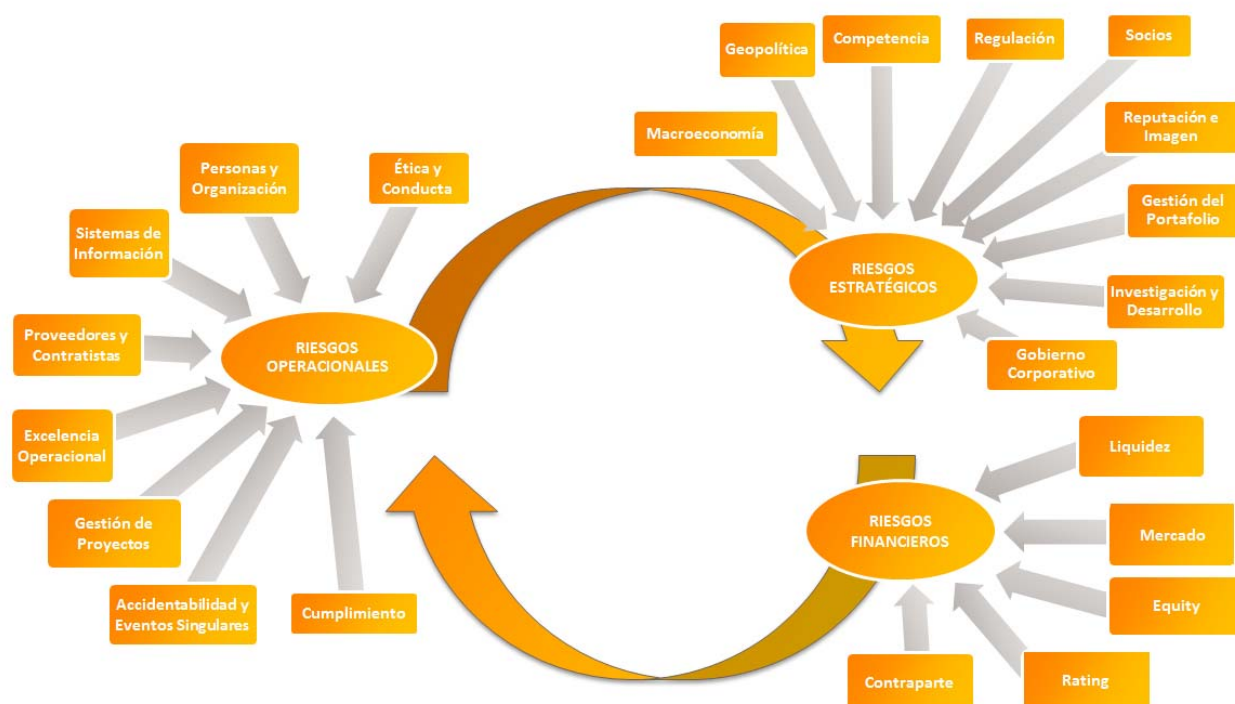 Geopolítica
Competencia
Regulación
Socios
Macroeconomía
Reputación e
Imagen
Gestión del
Portafolio
Investigación y
Desarrollo
Gobierno
Corporativo
RIESGOS
ESTRATÉGICOS
Personas y
Organización
Ética y
Conducta
Sistemas de
Información
Proveedores y
Contratistas
Excelencia
Operacional
Gestión de
Proyectos
Accidentabilidad y
Eventos Singulares
Cumplimiento
RIESGOS
OPERACIONALES
Liquidez
Mercado
Equity
Rating
Contraparte
RIESGOS
FINANCIEROS